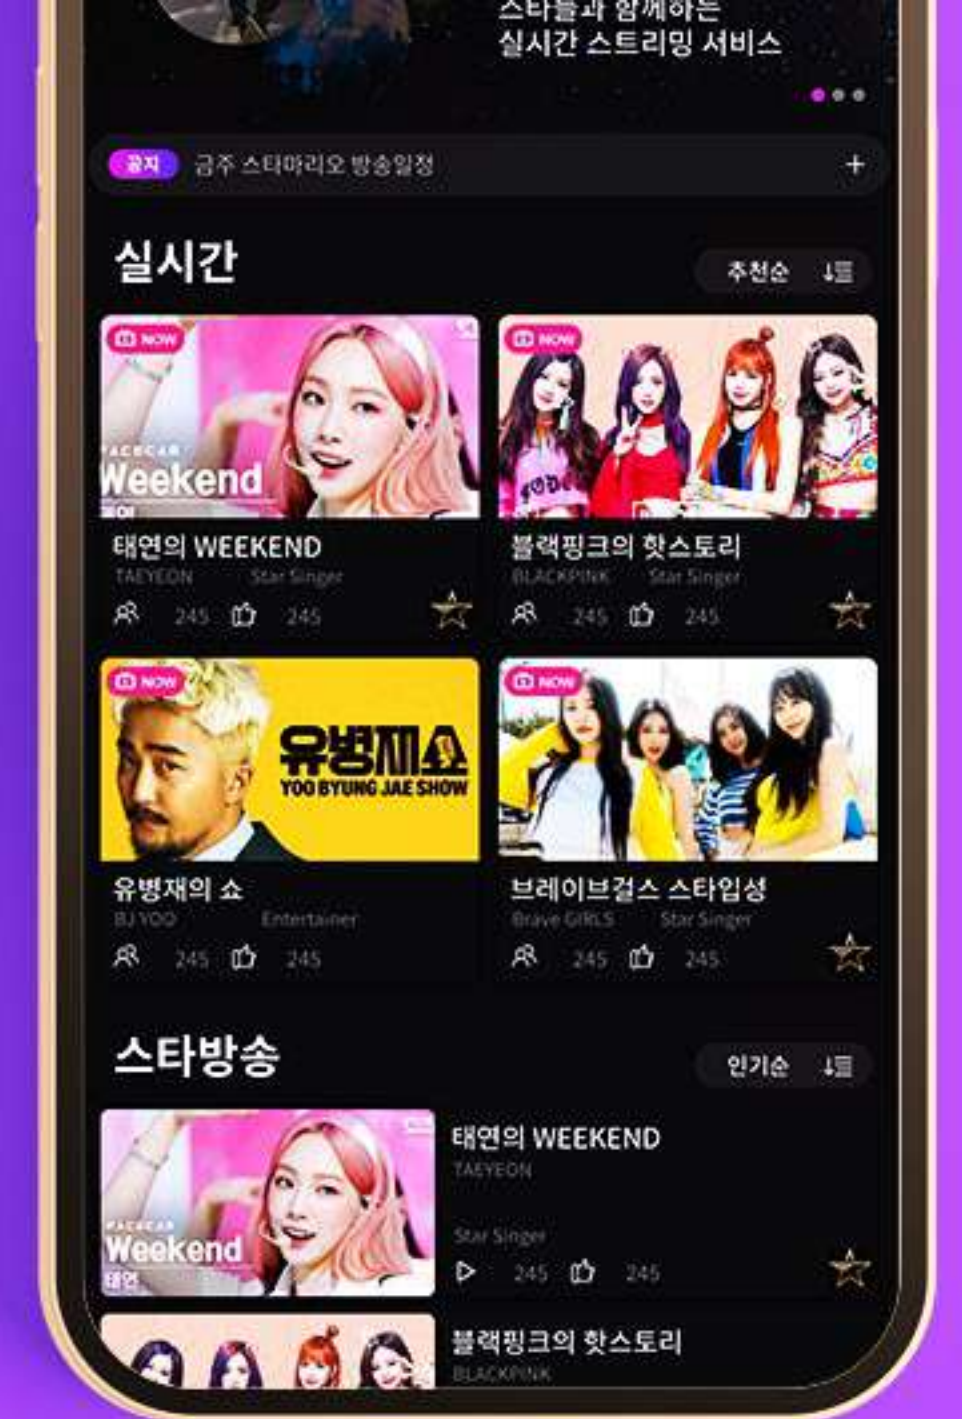 스타들과 함께하는
실시간 스트리밍 서비스
공지 금주 스타마리오 방송일정 +
실시간
추천순
NOW
Weekend
태연의 WEEKEND
TAEYEON Star Singer
245 245
NOW
블랙핑크의 핫스토리
BLACKPINK Star Singer
245 245
NOW
유병재쇼
YOO BYUNG JAE SHOW
유병재의 쇼
BJ YOO Entertainer
245 245
NOW
브레이브걸스 스타입성
Brave GIRLS Star Singer
245 245
스타방송
인기순
Weekend
태연
태연의 WEEKEND
TAEYEON
Star Singer
245 245
블랙핑크의 핫스토리
BLACKPINK